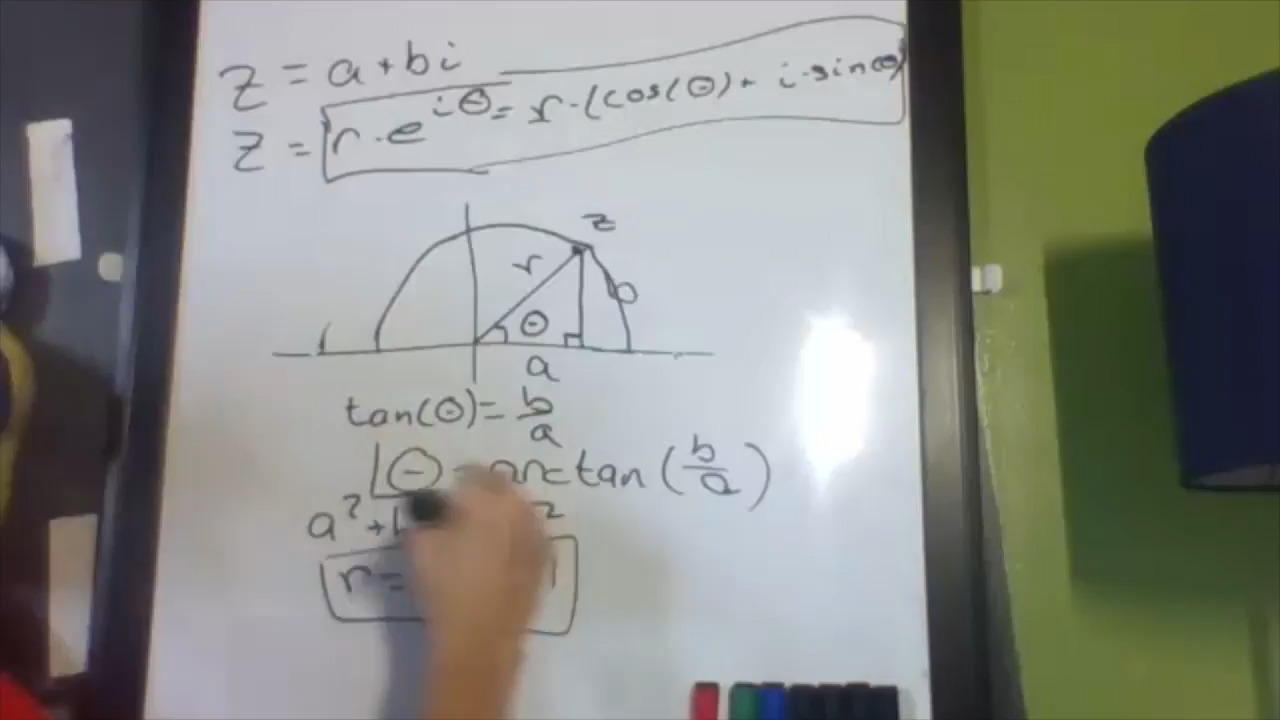 z = a + bi
z = r · e^{iθ} = r · (cos(θ) + i · sin(θ)
z
r
b
θ
a
tan(θ) = b/a
θ = arctan(b/a)
a² +
r =